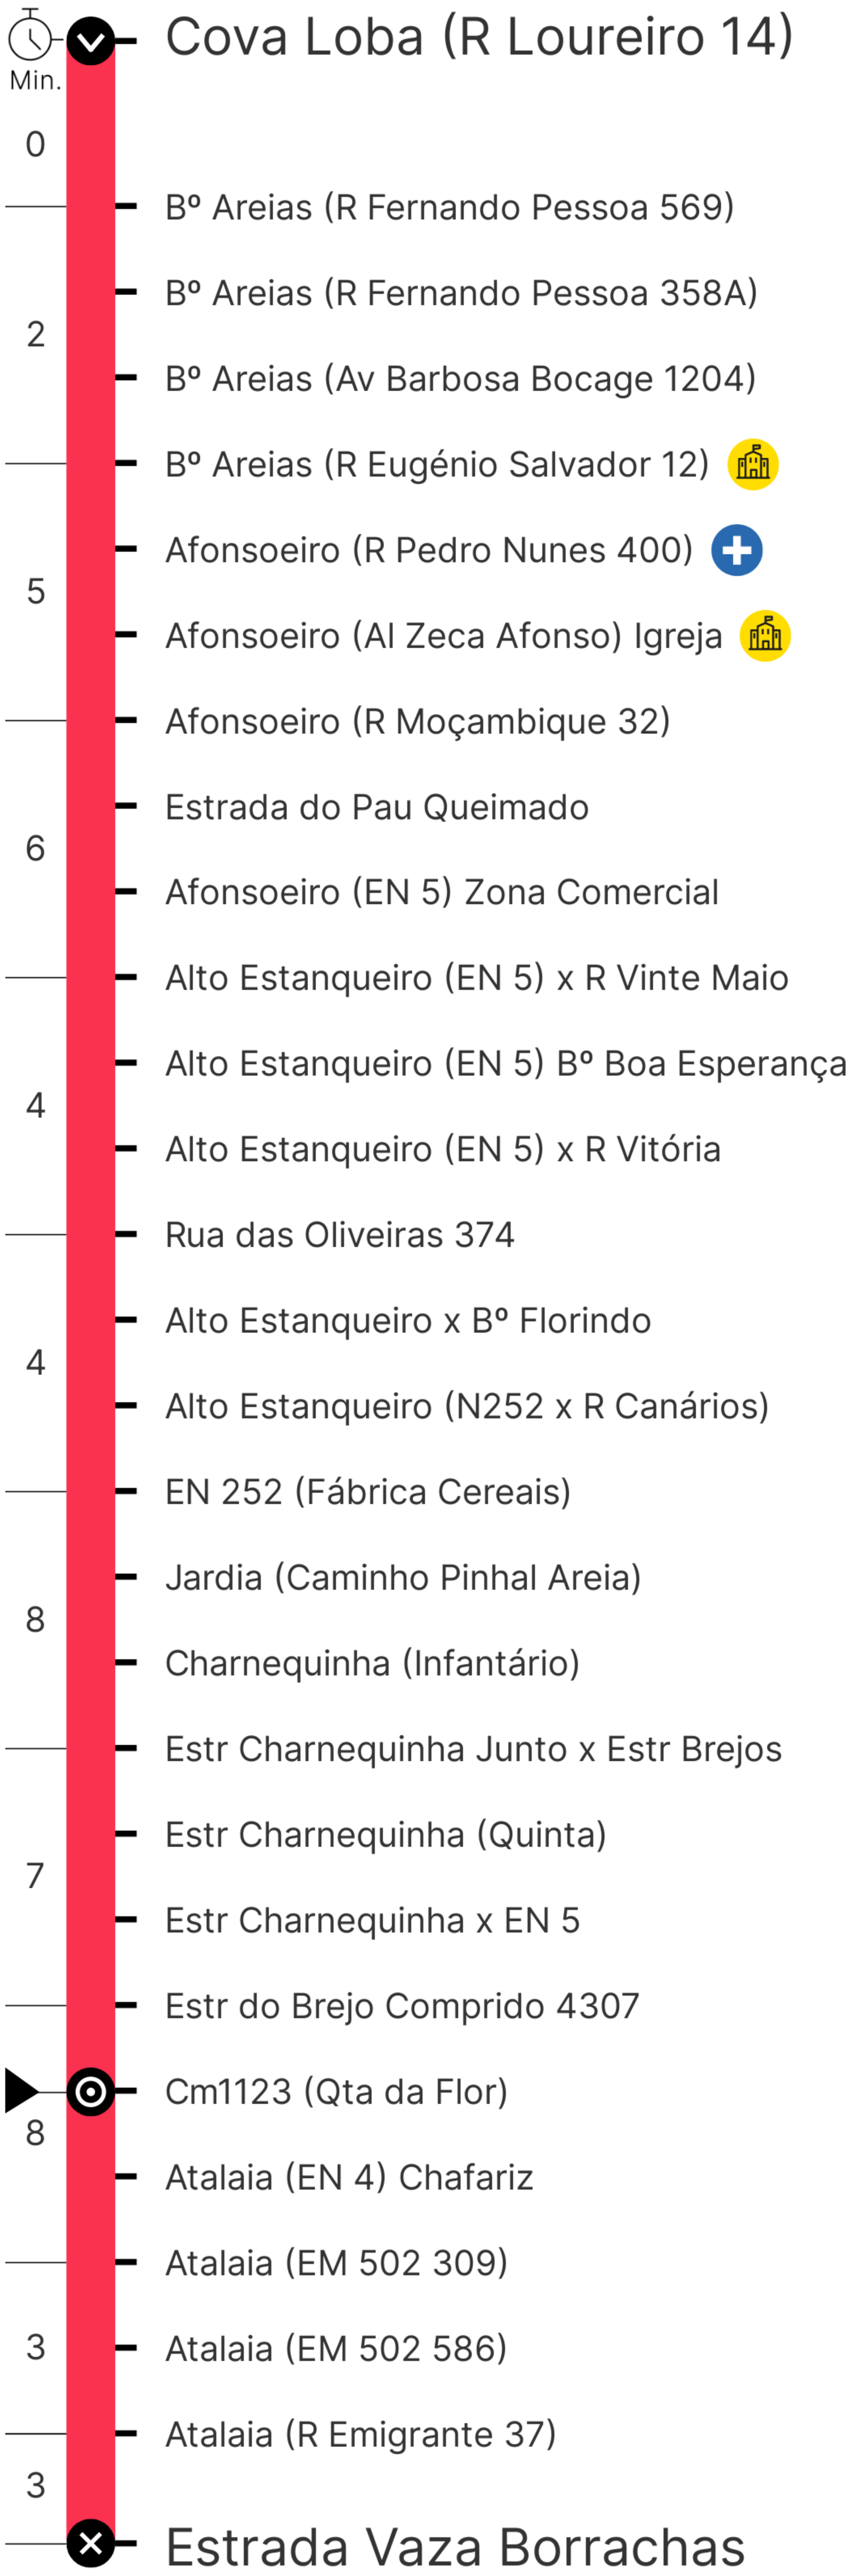 Cova Loba (R Loureiro 14)
Min.
0
Bº Areias (R Fernando Pessoa 569)
Bº Areias (R Fernando Pessoa 358A)
2
Bº Areias (Av Barbosa Bocage 1204)
Bº Areias (R Eugénio Salvador 12)
Afonsoeiro (R Pedro Nunes 400)
5
Afonsoeiro (Al Zeca Afonso) Igreja
Afonsoeiro (R Moçambique 32)
Estrada do Pau Queimado
6
Afonsoeiro (EN 5) Zona Comercial
Alto Estanqueiro (EN 5) x R Vinte Maio
Alto Estanqueiro (EN 5) Bº Boa Esperança
4
Alto Estanqueiro (EN 5) x R Vitória
Rua das Oliveiras 374
Alto Estanqueiro x Bº Florindo
4
Alto Estanqueiro (N252 x R Canários)
EN 252 (Fábrica Cereais)
Jardia (Caminho Pinhal Areia)
8
Charnequinha (Infantário)
Estr Charnequinha Junto x Estr Brejos
Estr Charnequinha (Quinta)
7
Estr Charnequinha x EN 5
Estr do Brejo Comprido 4307
Cm1123 (Qta da Flor)
8
Atalaia (EN 4) Chafariz
Atalaia (EM 502 309)
3
Atalaia (EM 502 586)
Atalaia (R Emigrante 37)
3
Estrada Vaza Borrachas